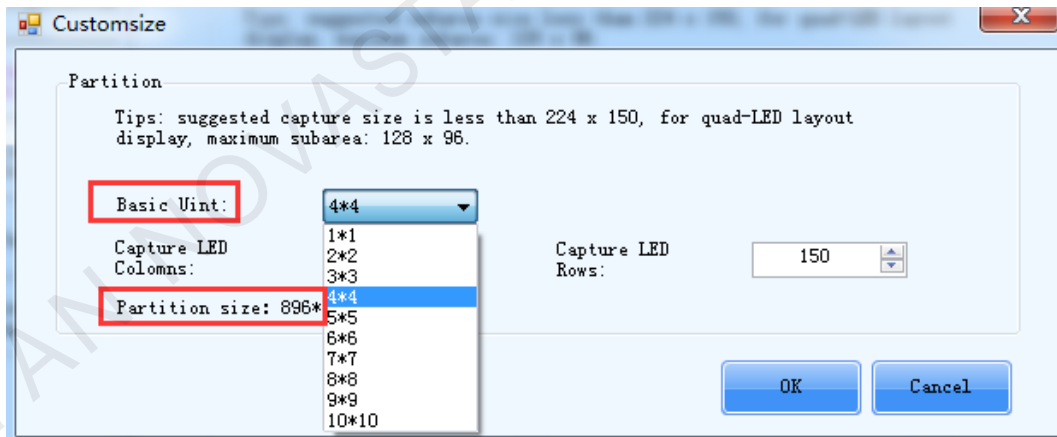 Customsize
Partition
Tips: suggested capture size is less than 224 x 150, for quad-LED layout
display, maximum subarea: 128 x 96.
Basic Uint:
4*4
1*1
2*2
3*3
4*4
5*5
6*6
7*7
8*8
9*9
10*10
Capture LED
Colomns:
Capture LED
Rows:
150
Partition size: 896*
OK
Cancel